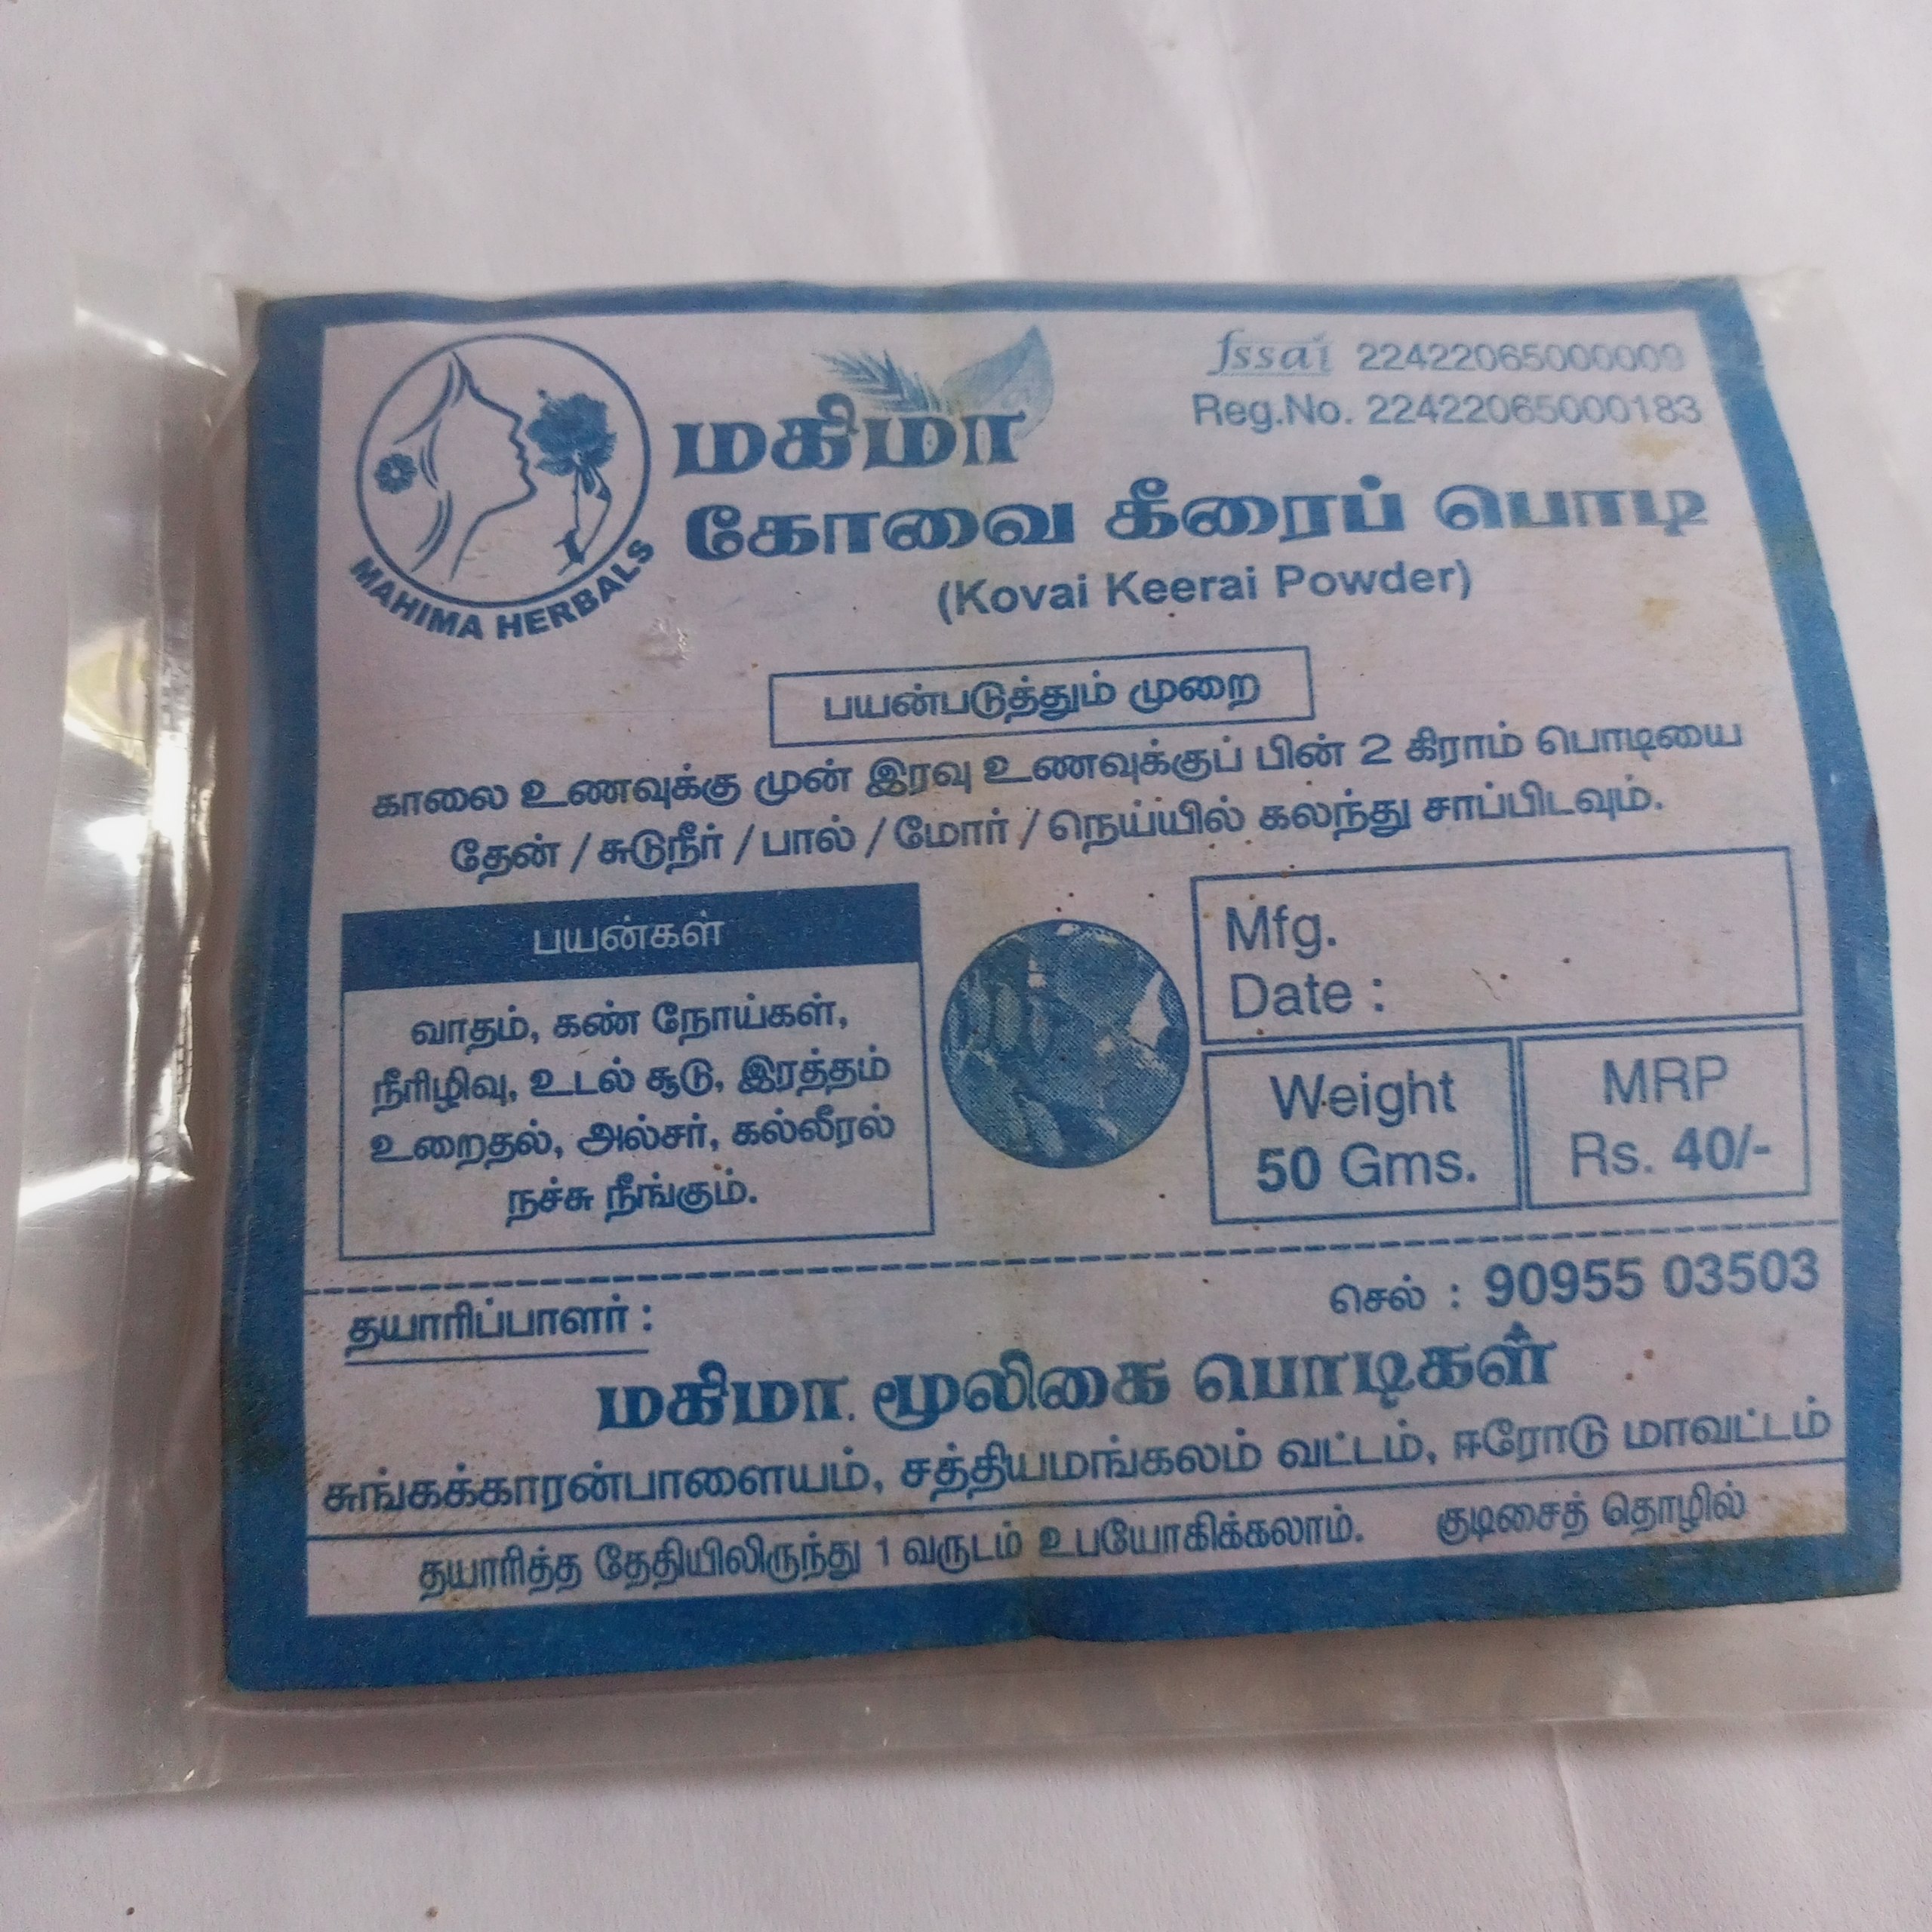 fssai 22422065000009
Reg.No. 22422065000183
MAHIMA HERBALS
மகிமா
கோவை கீரைப் பொடி
(Kovai Keerai Powder)
பயன்படுத்தும் முறை
காலை உணவுக்கு முன் இரவு உணவுக்குப் பின் 2 கிராம் பொடியை
தேன் / சுடுநீர் / பால் / மோர் / நெய்யில் கலந்து சாப்பிடவும்.
பயன்கள்
வாதம், கண் நோய்கள்,
நீரிழிவு, உடல் சூடு, இரத்தம்
உறைதல், அல்சர், கல்லீரல்
நச்சு நீங்கும்.
Mfg.
Date :
Weight
50 Gms.
MRP
Rs. 40/-
தயாரிப்பாளர் :
செல் : 90955 03503
மகிமா மூலிகை பொடிகள்
சுங்கக்காரன்பாளையம், சத்தியமங்கலம் வட்டம், ஈரோடு மாவட்டம்
தயாரித்த தேதியிலிருந்து 1 வருடம் உபயோகிக்கலாம். குடிசைத் தொழில்